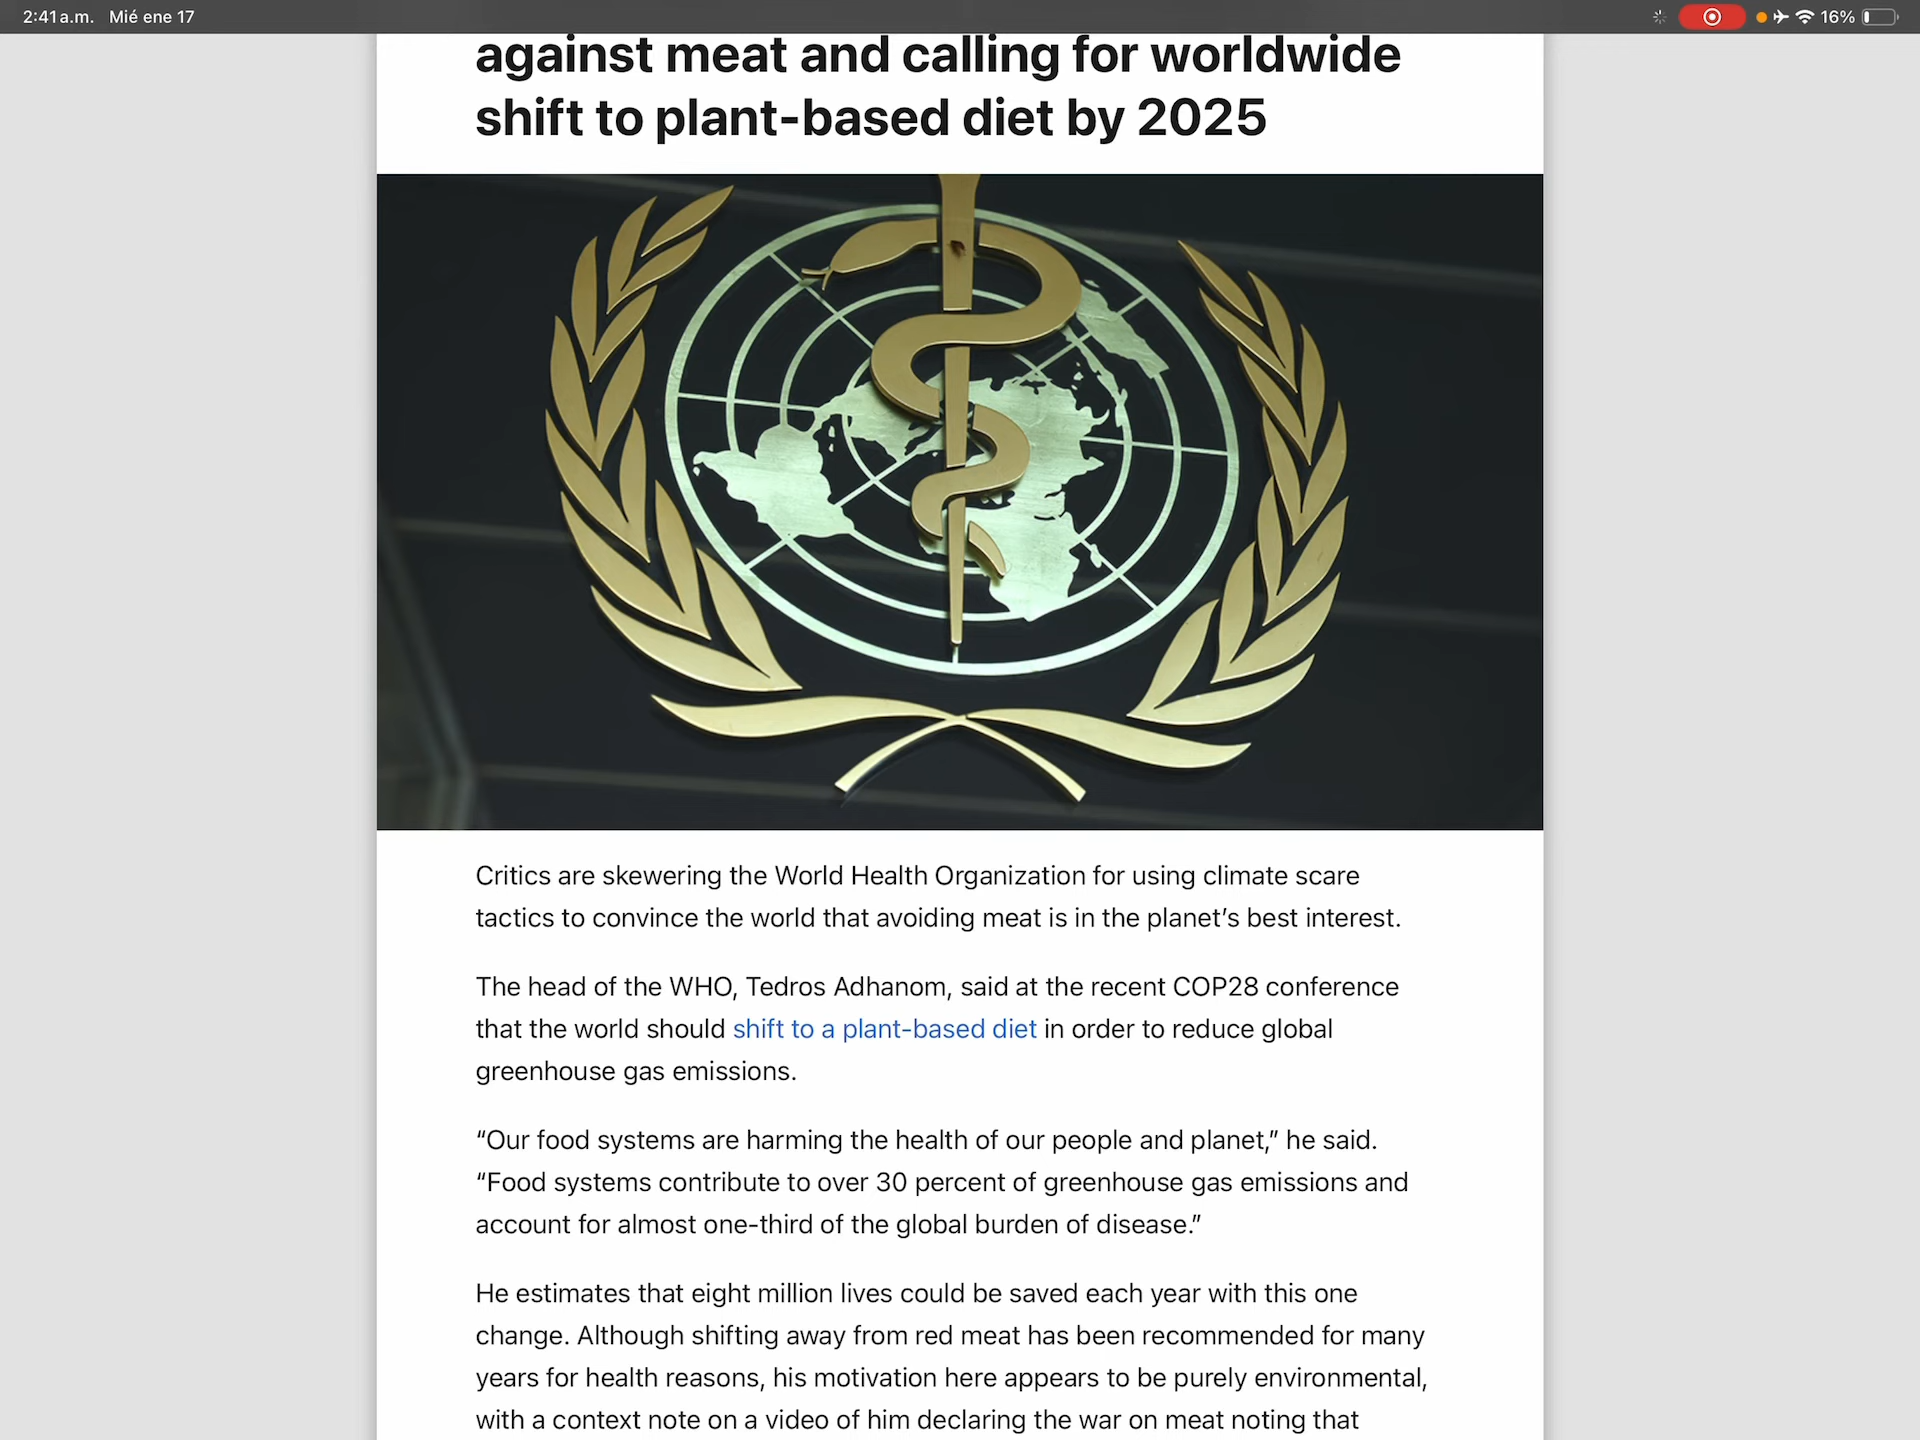 2:41 a.m. Mié ene 17
16%
against meat and calling for worldwide
shift to plant-based diet by 2025
Critics are skewering the World Health Organization for using climate scare
tactics to convince the world that avoiding meat is in the planet’s best interest.
The head of the WHO, Tedros Adhanom, said at the recent COP28 conference
that the world should shift to a plant-based diet in order to reduce global
greenhouse gas emissions.
“Our food systems are harming the health of our people and planet,” he said.
“Food systems contribute to over 30 percent of greenhouse gas emissions and
account for almost one-third of the global burden of disease.”
He estimates that eight million lives could be saved each year with this one
change. Although shifting away from red meat has been recommended for many
years for health reasons, his motivation here appears to be purely environmental,
with a context note on a video of him declaring the war on meat noting that